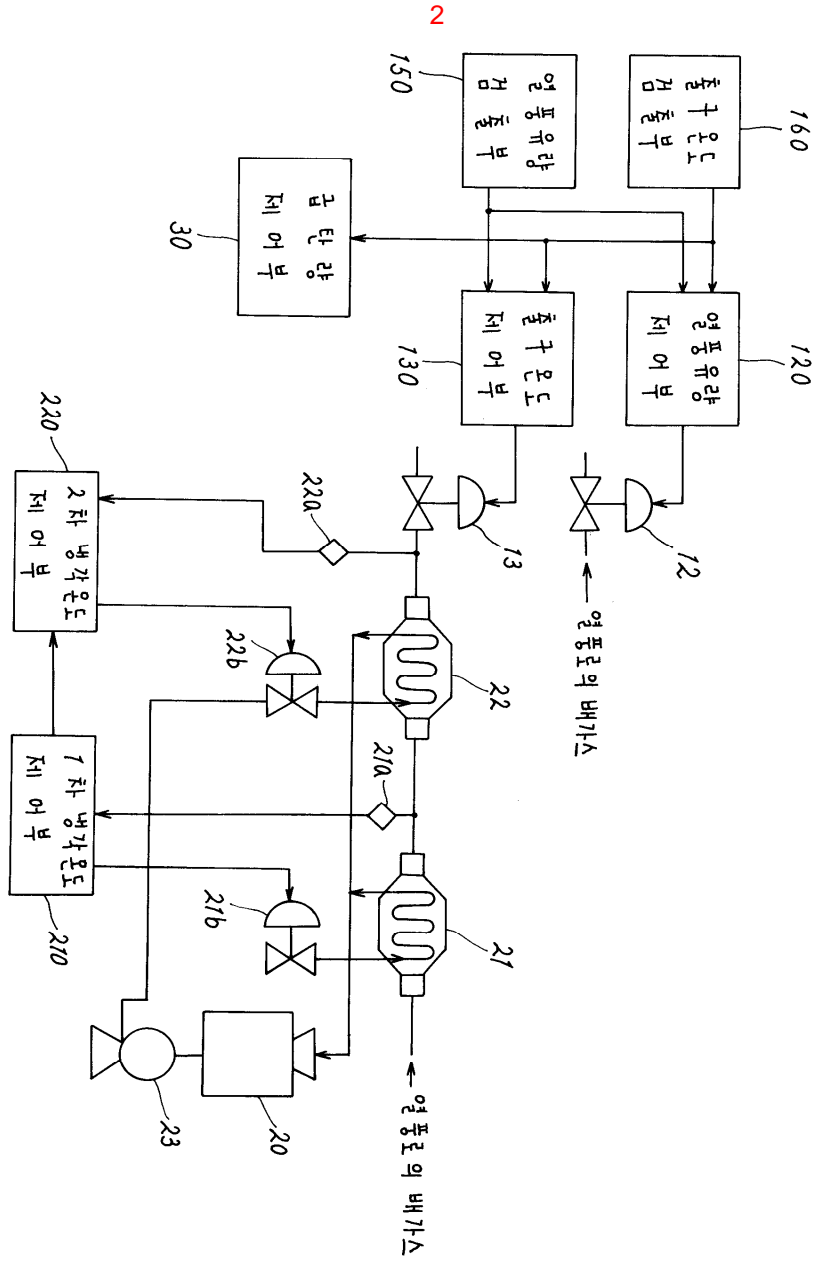 2
160
출구온도
검 출 부
120
열풍유량
제 어 부
12
열풍로의 배가스
150
열풍유량
검 출 부
130
출구온도
제 어 부
13
22
21
열풍로의 배가스
21a
22a
급 탄 량
제 어 부
30
22b
21b
20
23
220
2 차 냉각온도
제 어 부
1 차 냉각온도
제 어 부
210